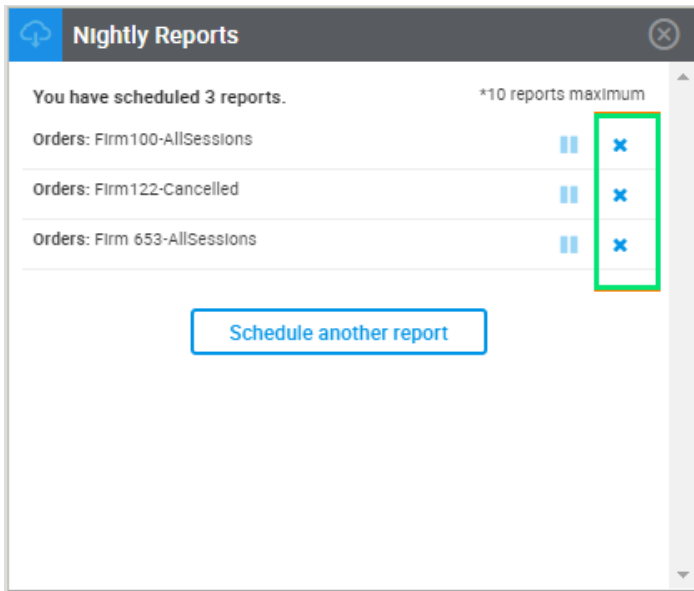 Nightly Reports
You have scheduled 3 reports.
*10 reports maximum
Orders: Firm100-AllSessions
Orders: Firm122-Cancelled
Orders: Firm 653-AllSessions
Schedule another report